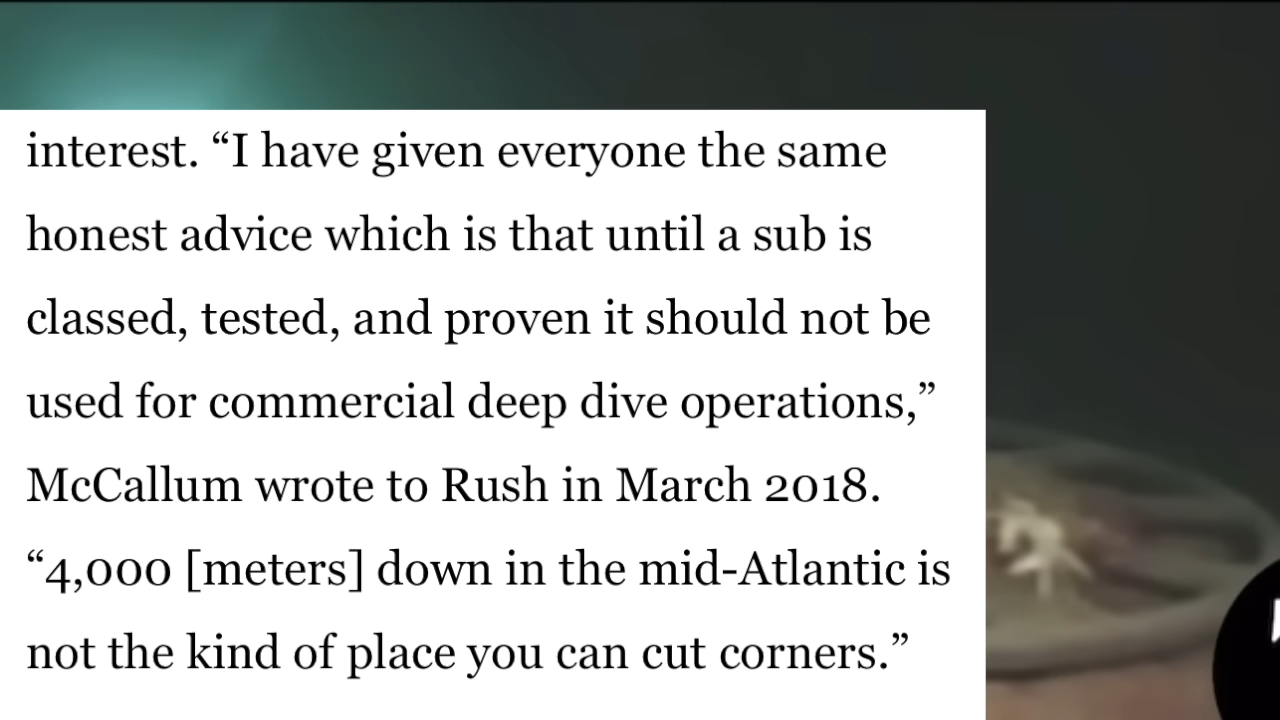 interest. “I have given everyone the same
honest advice which is that until a sub is
classed, tested, and proven it should not be
used for commercial deep dive operations,”
McCallum wrote to Rush in March 2018.
“4,000 [meters] down in the mid-Atlantic is
not the kind of place you can cut corners.”